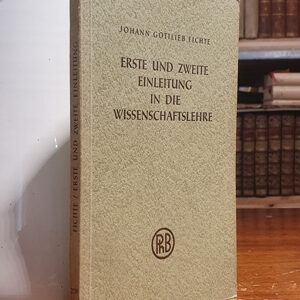 JOHANN GOTTLIEB FICHTE
ERSTE UND ZWEITE
EINLEITUNG
IN DIE
WISSENSCHAFTSLEHRE
PhB
FICHTE / ERSTE UND ZWEITE EINLEITUNG